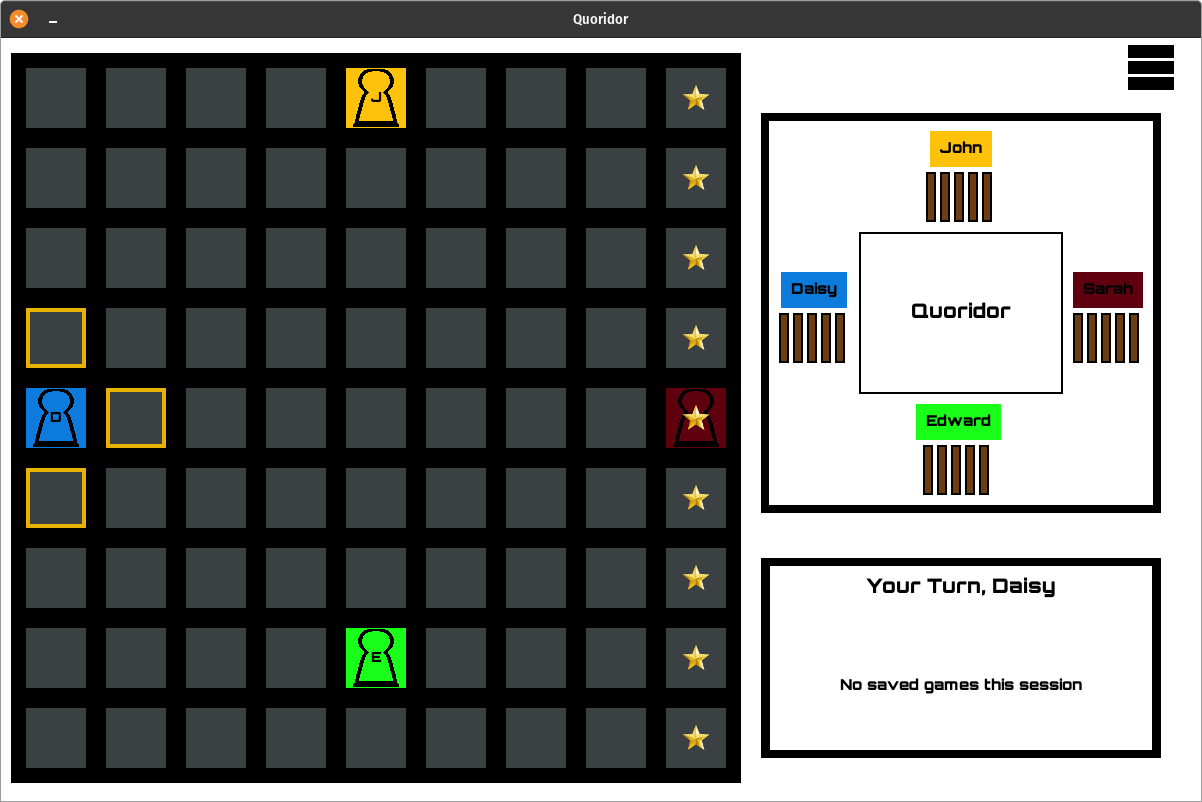 Quoridor
J
John
Daisy
Sarah
Quoridor
D
Edward
Your Turn, Daisy
E
No saved games this session